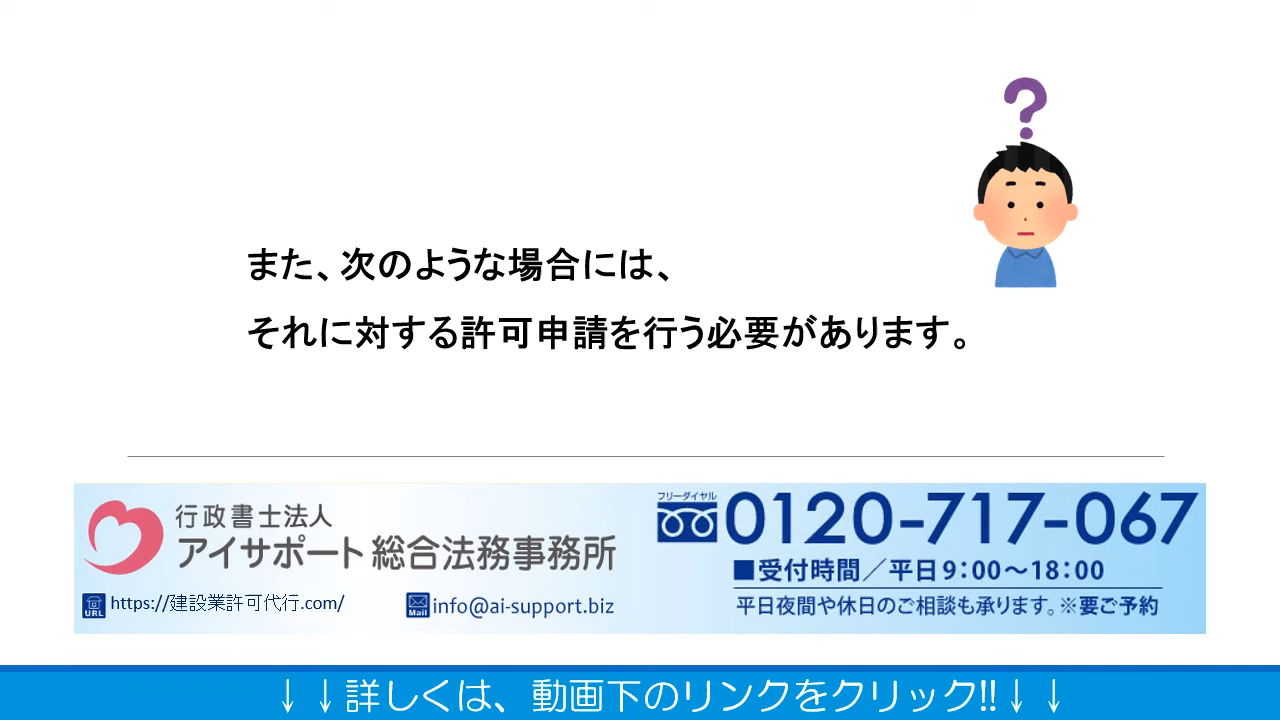 ?
また、次のような場合には、
それに対する許可申請を行う必要があります。
行政書士法人
アイサポート 総合法務事務所
URL https://建設業許可代行.com/
Mail info@ai-support.biz
フリーダイヤル
0120-717-067
■受付時間／平日9:00～18:00
平日夜間や休日のご相談も承ります。※要ご予約
↓↓詳しくは、動画下のリンクをクリック!!↓↓